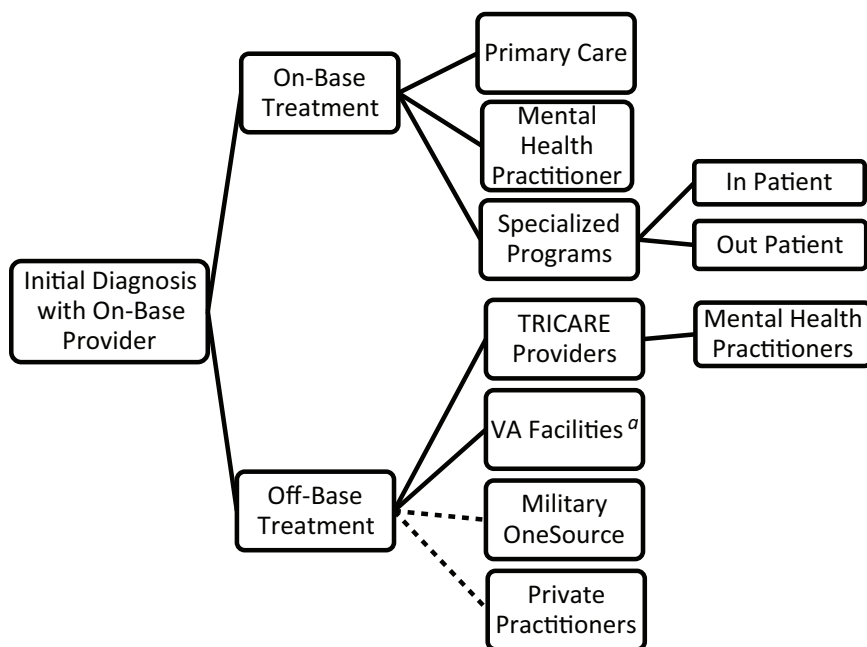 On-Base
Treatment
Primary Care
Mental
Health
Practitioner
Specialized
Programs
In Patient
Out Patient
Initial Diagnosis
with On-Base
Provider
TRICARE
Providers
Mental Health
Practitioners
VA Facilities a
Off-Base
Treatment
Military
OneSource
Private
Practitioners